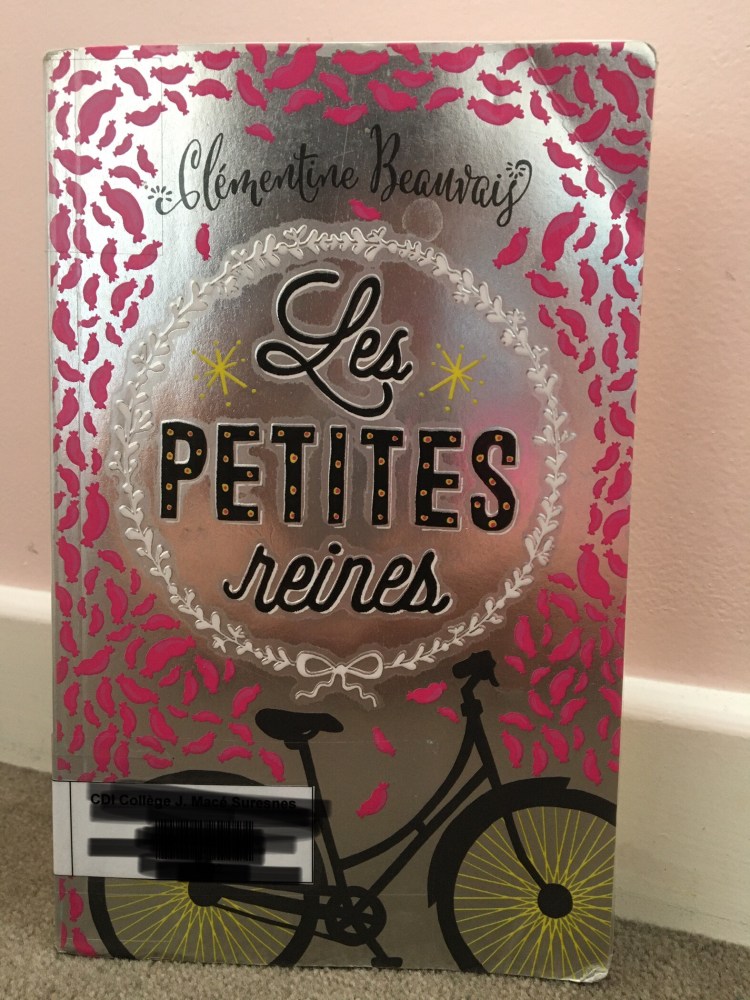 Clémentine Beauvais
Les
PETITES
reines
CDI Collège J. Macé Suresnes